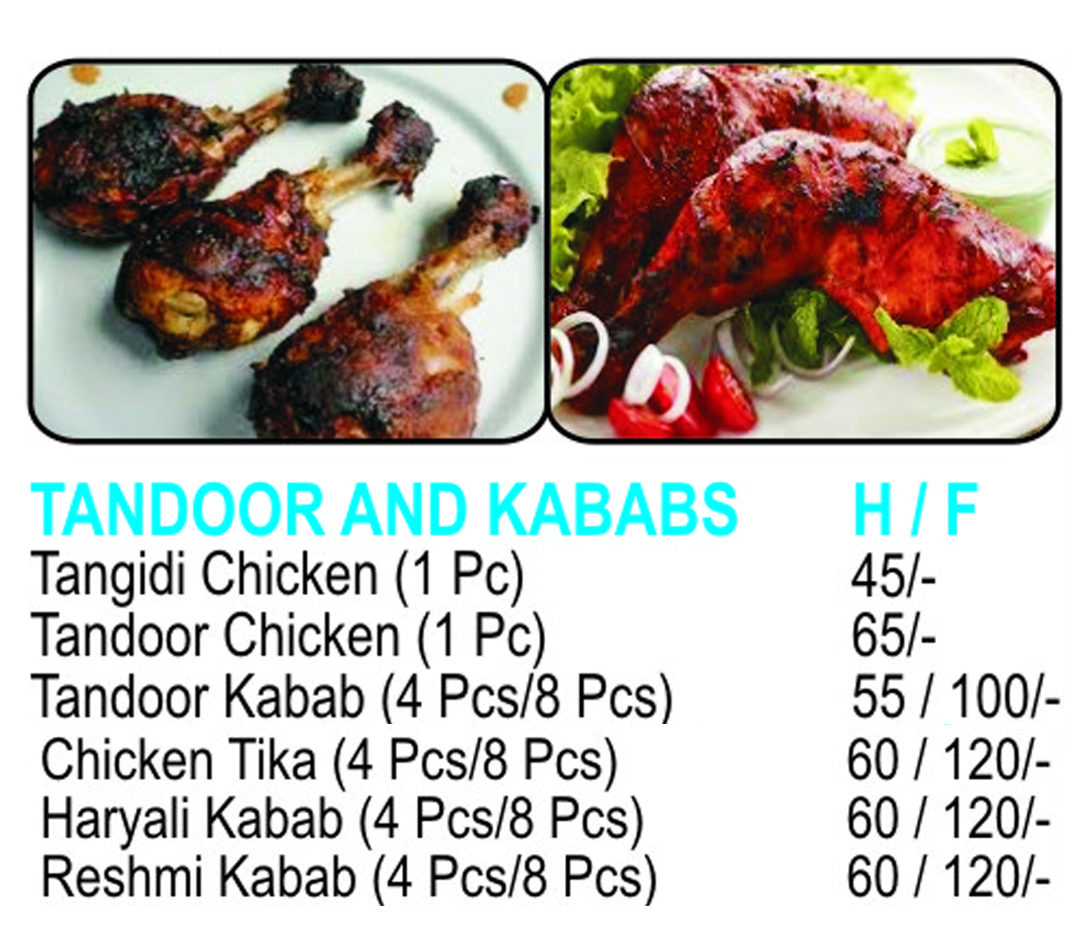 TANDOOR AND KABABS H / F
Tangidi Chicken (1 Pc) 45/-
Tandoor Chicken (1 Pc) 65/-
Tandoor Kabab (4 Pcs/8 Pcs) 55 / 100/-
Chicken Tika (4 Pcs/8 Pcs) 60 / 120/-
Haryali Kabab (4 Pcs/8 Pcs) 60 / 120/-
Reshmi Kabab (4 Pcs/8 Pcs) 60 / 120/-